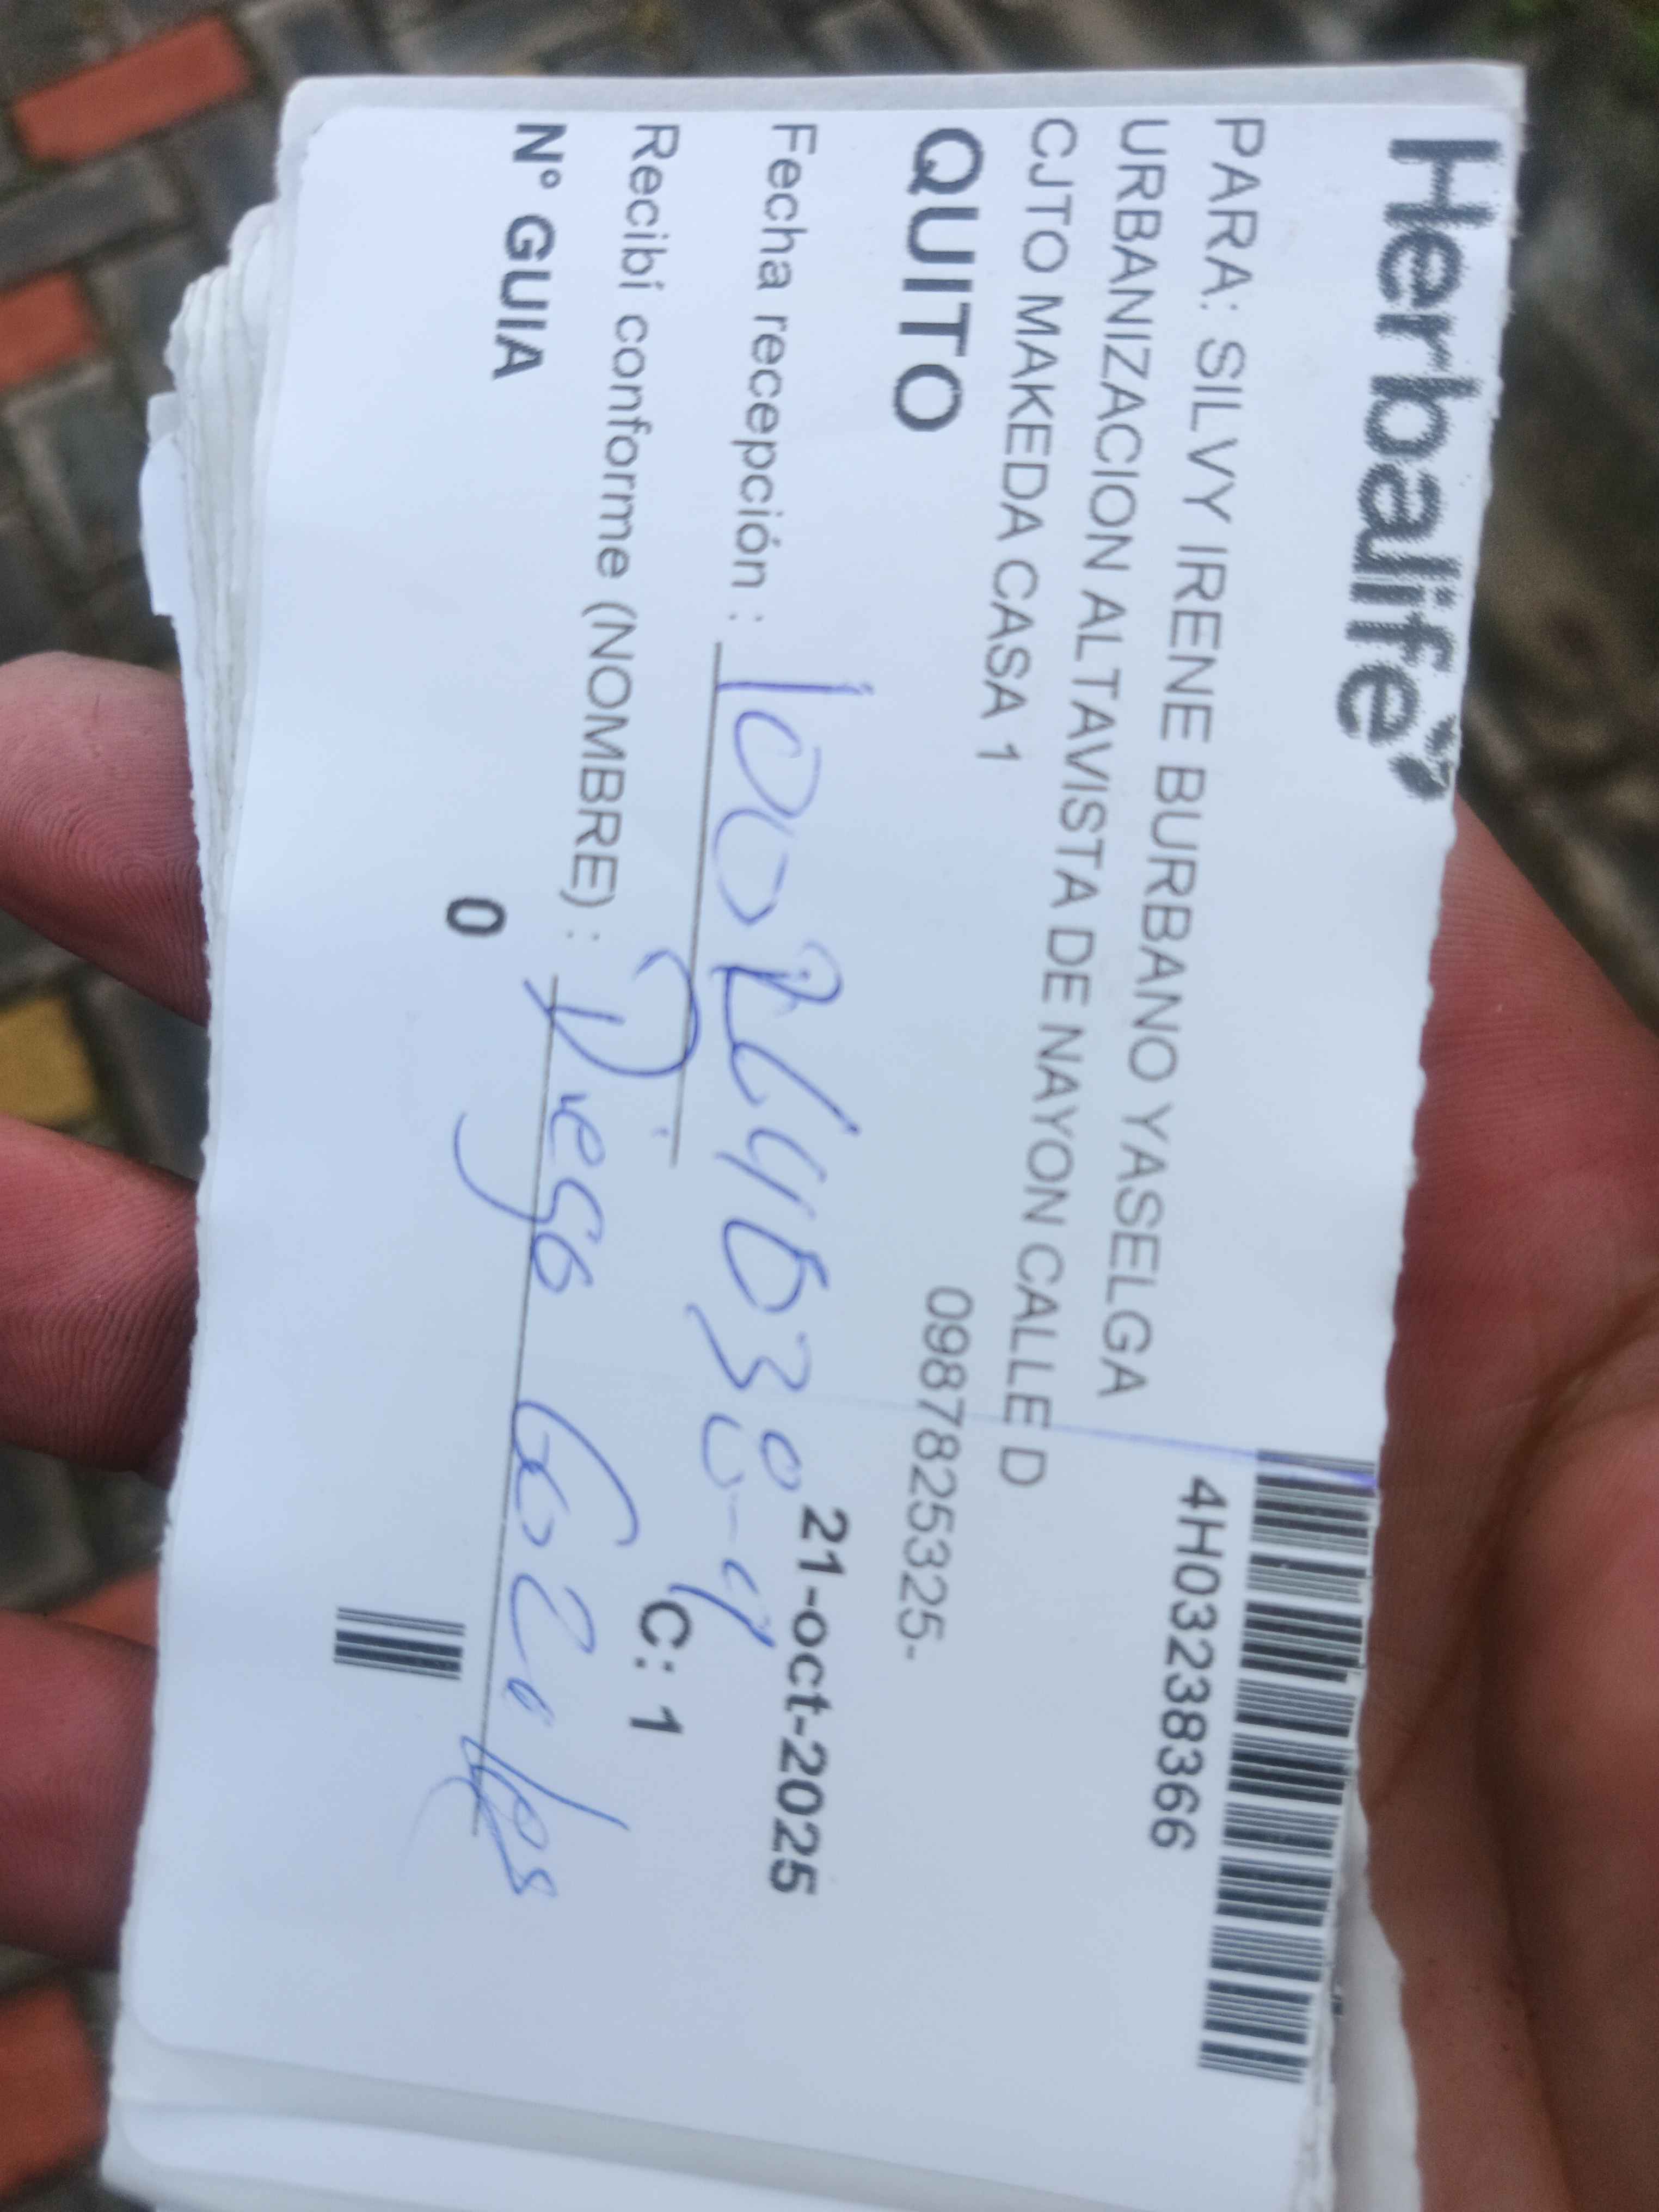 Herbalife
4H03238366
PARA: SILVY IRENE BURBANO YASELGA
URBANIZACION ALTAVISTA DE NAYON CALLE D
CJTO MAKEDA CASA 1
0987825325-
QUITO
21-oct-2025
Fecha recepción :
C: 1
Recibí conforme (NOMBRE) : Diego
Nº GUIA 0